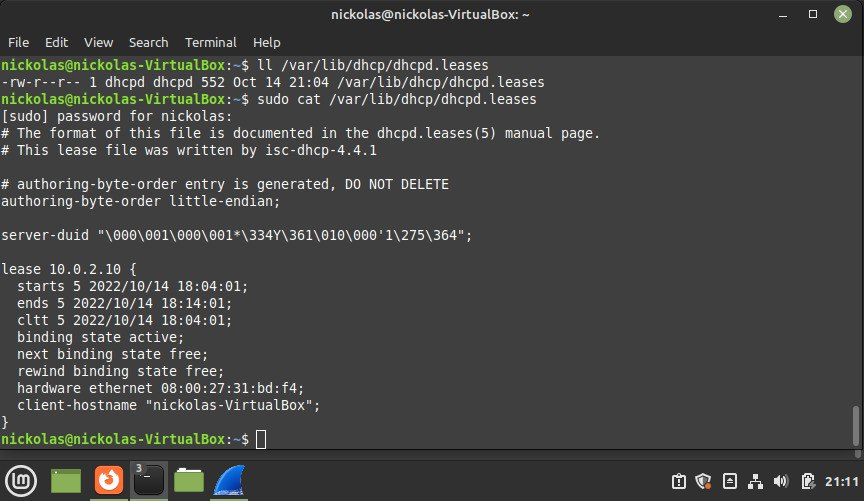 nickolas@nickolas-VirtualBox: ~
File Edit View Search Terminal Help
nickolas@nickolas-VirtualBox:~$ ll /var/lib/dhcp/dhcpd.leases
-rw-r--r-- 1 dhcpd dhcpd 552 Oct 14 21:04 /var/lib/dhcp/dhcpd.leases
nickolas@nickolas-VirtualBox:~$ sudo cat /var/lib/dhcp/dhcpd.leases
[sudo] password for nickolas:
# The format of this file is documented in the dhcpd.leases(5) manual page.
# This lease file was written by isc-dhcp-4.4.1
# authoring-byte-order entry is generated, DO NOT DELETE
authoring-byte-order little-endian;
server-duid "\000\001\000\001*\334Y\361\010\000'1\275\364";
lease 10.0.2.10 {
  starts 5 2022/10/14 18:04:01;
  ends 5 2022/10/14 18:14:01;
  cltt 5 2022/10/14 18:04:01;
  binding state active;
  next binding state free;
  rewind binding state free;
  hardware ethernet 08:00:27:31:bd:f4;
  client-hostname "nickolas-VirtualBox";
}
nickolas@nickolas-VirtualBox:~$
3
21:11